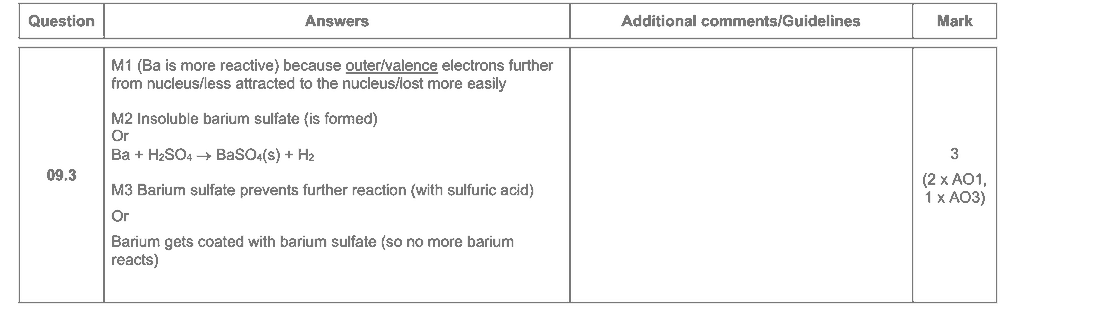 Question Answers Additional comments/Guidelines Mark
M1 (Ba is more reactive) because outer/valence electrons further
from nucleus/less attracted to the nucleus/lost more easily
M2 Insoluble barium sulfate (is formed)
Or
Ba + H₂SO₄ → BaSO₄(s) + H₂
09.3
M3 Barium sulfate prevents further reaction (with sulfuric acid)
Or
Barium gets coated with barium sulfate (so no more barium
reacts)
3
(2 x AO1,
1 x AO3)